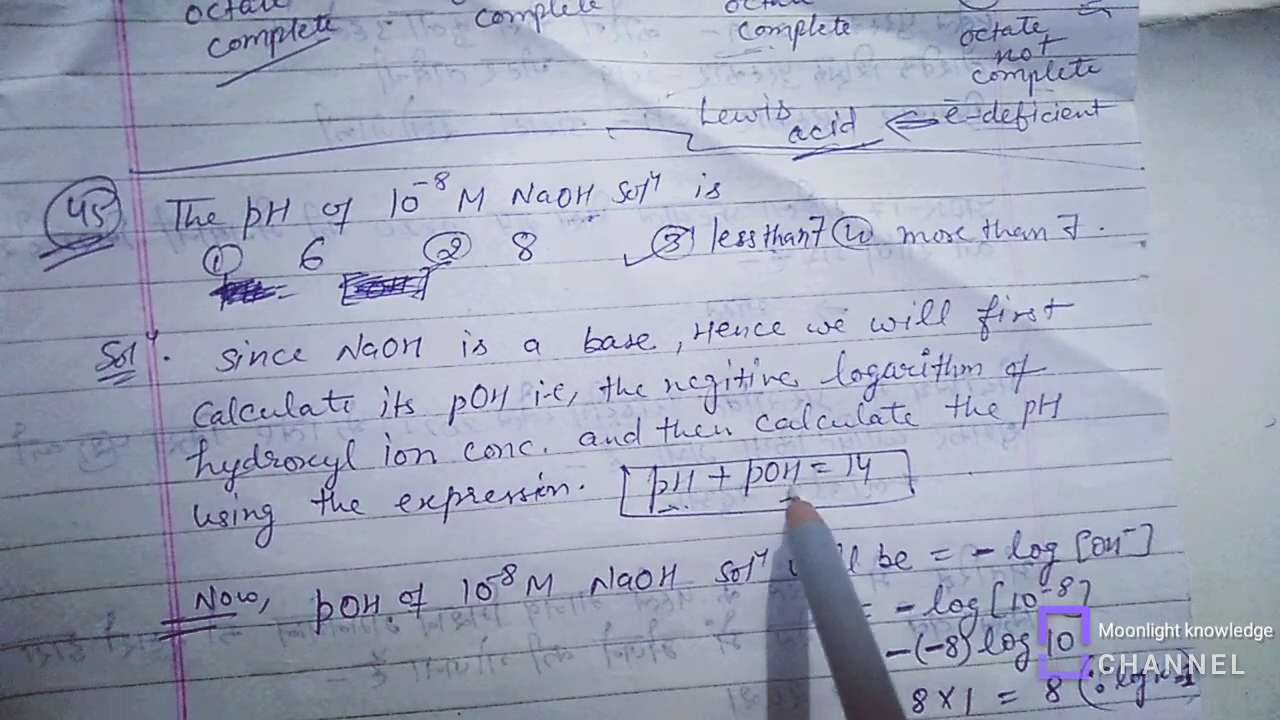 octate complete octate octate
complete complete not
complete
Lewis acid ⇐ ē-deficient
45 The pH of 10⁻⁸ M NaOH solⁿ is
① 6 ② 8 ✓ ③ less than 7 ④ more than 7.
Solⁿ. Since NaOH is a base, Hence we will first
calculate its pOH i.e, the negitive logarithm of
hydroxyl ion conc. and then calculate the pH
using the expression. pH + pOH = 14
Now, pOH of 10⁻⁸ M NaOH solⁿ be = - log [OH⁻]
= - log [10⁻⁸]
-(-8) log 10
8 × 1 = 8
Moonlight knowledge
CHANNEL